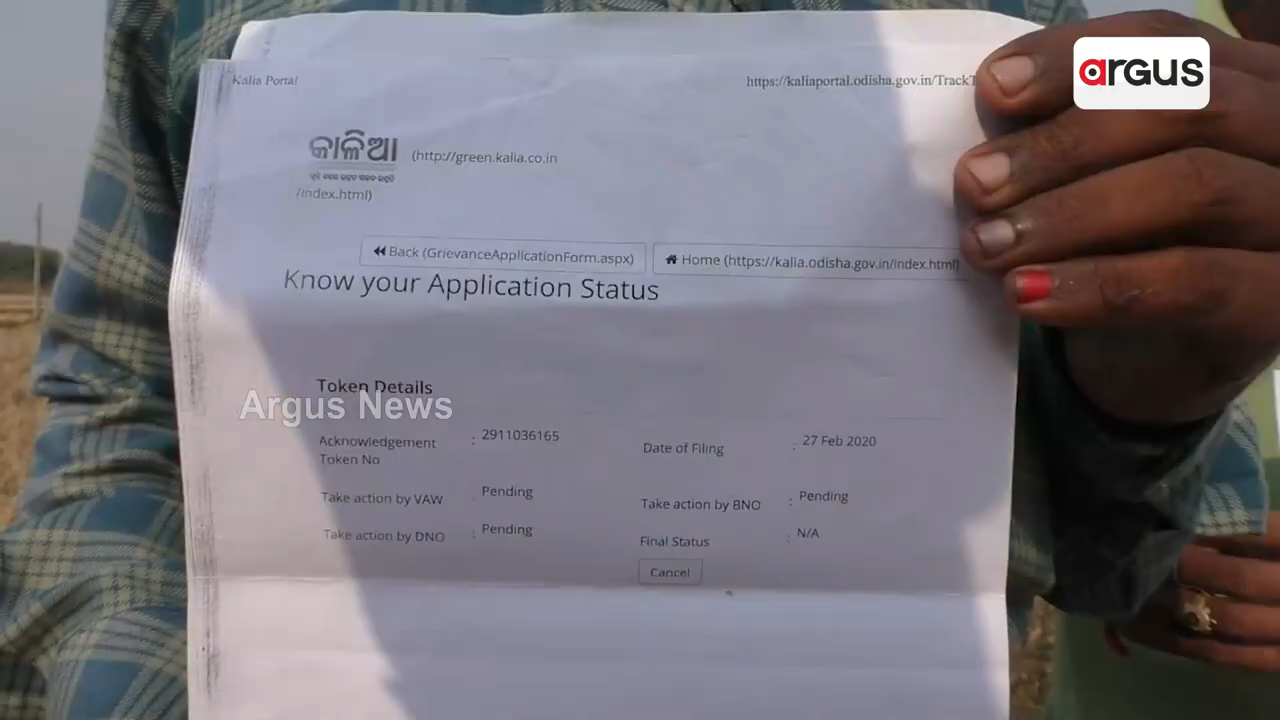 argus
Kalia Portal
https://kaliaportal.odisha.gov.in/TrackT
କାଳିଆ (http://green.kalia.co.in
/index.html)
Back (GrievanceApplicationForm.aspx) Home (https://kalia.odisha.gov.in/index.html)
Know your Application Status
Token Details
Argus News
Acknowledgement Token No : 2911036165
Date of Filing : 27 Feb 2020
Take action by VAW : Pending
Take action by BNO : Pending
Take action by DNO : Pending
Final Status : N/A
Cancel